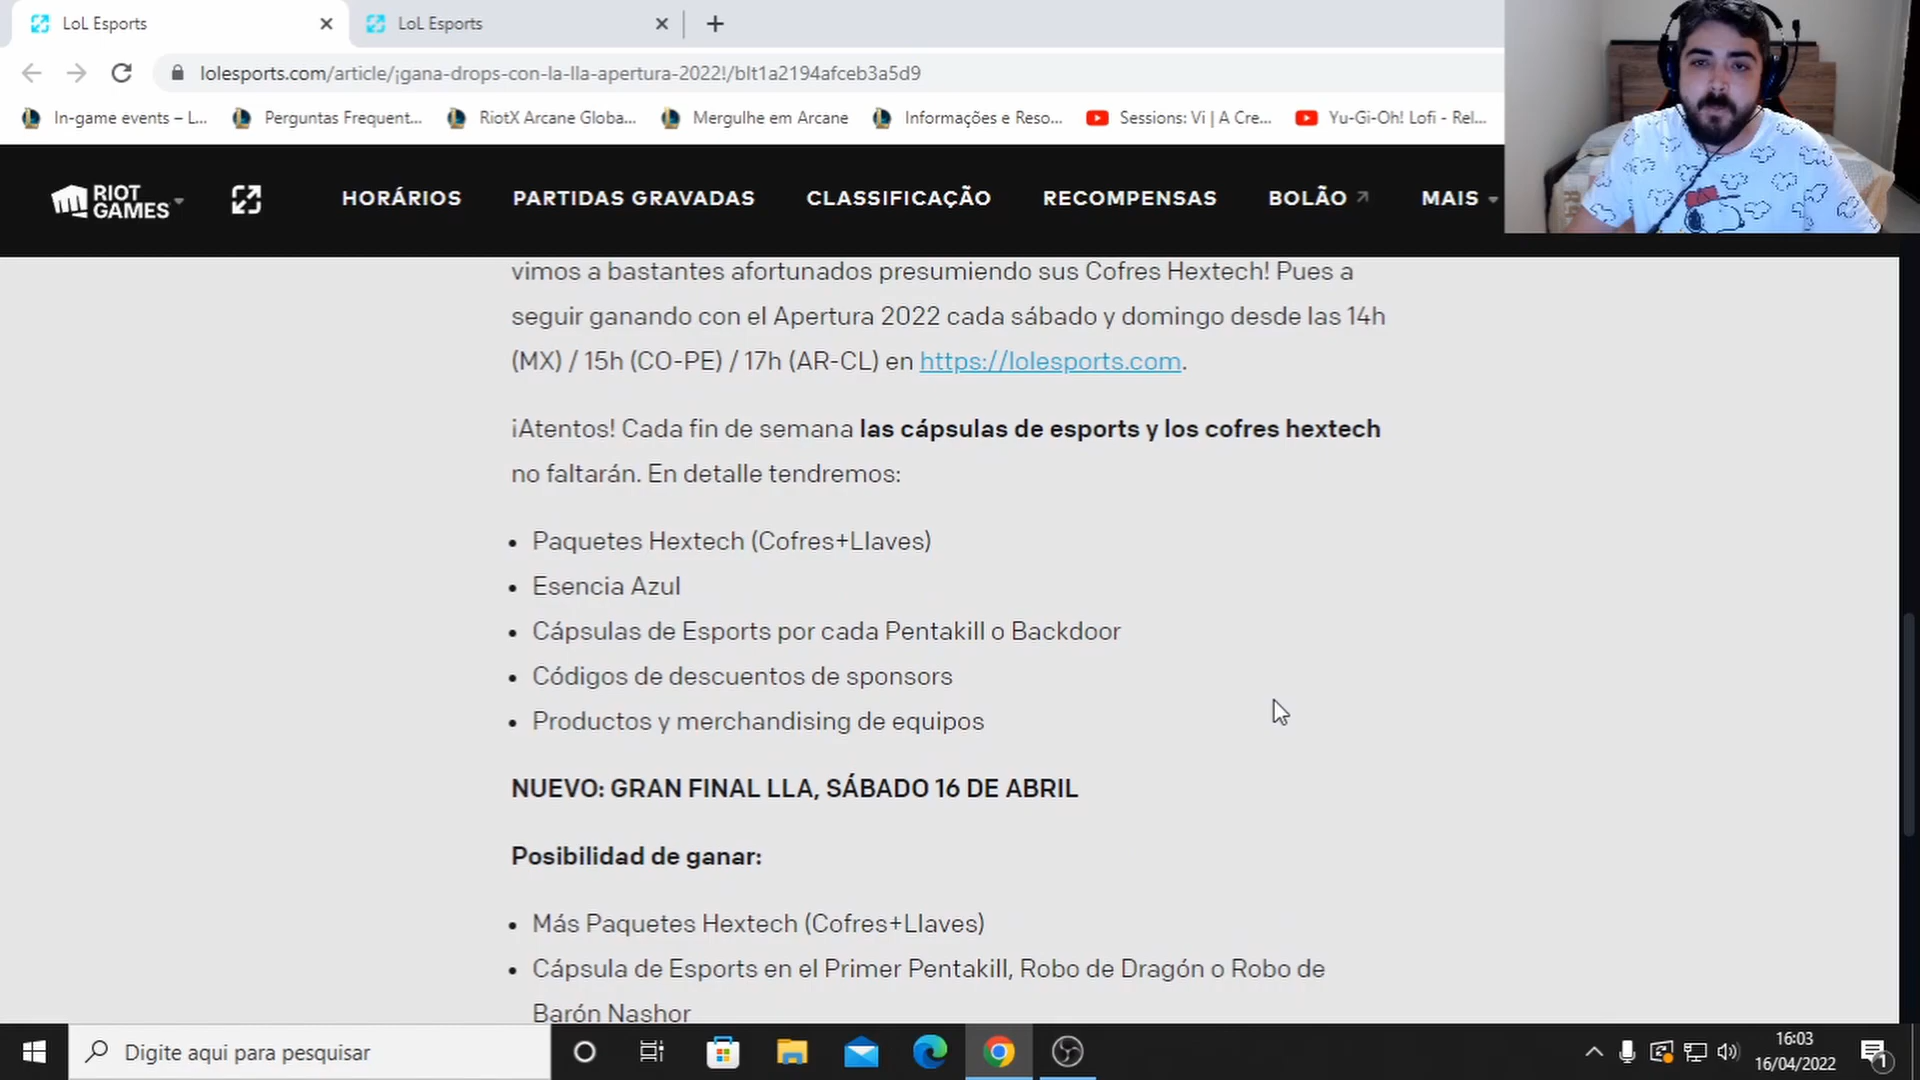 LoL Esports
LoL Esports
lolesports.com/article/¡gana-drops-con-la-lla-apertura-2022!/blt1a2194afceb3a5d9
In-game events – L...
Perguntas Frequent...
RiotX Arcane Globa...
Mergulhe em Arcane
Informações e Reso...
Sessions: Vi | A Cre...
Yu-Gi-Oh! Lofi - Rel...
RIOT
GAMES
HORÁRIOS
PARTIDAS GRAVADAS
CLASSIFICAÇÃO
RECOMPENSAS
BOLÃO
MAIS
vimos a bastantes afortunados presumiendo sus Cofres Hextech! Pues a
seguir ganando con el Apertura 2022 cada sábado y domingo desde las 14h
(MX) / 15h (CO-PE) / 17h (AR-CL) en https://lolesports.com.
¡Atentos! Cada fin de semana las cápsulas de esports y los cofres hextech
no faltarán. En detalle tendremos:
• Paquetes Hextech (Cofres+Llaves)
• Esencia Azul
• Cápsulas de Esports por cada Pentakill o Backdoor
• Códigos de descuentos de sponsors
• Productos y merchandising de equipos
NUEVO: GRAN FINAL LLA, SÁBADO 16 DE ABRIL
Posibilidad de ganar:
• Más Paquetes Hextech (Cofres+Llaves)
• Cápsula de Esports en el Primer Pentakill, Robo de Dragón o Robo de
Barón Nashor
Digite aqui para pesquisar
16:03
16/04/2022
1